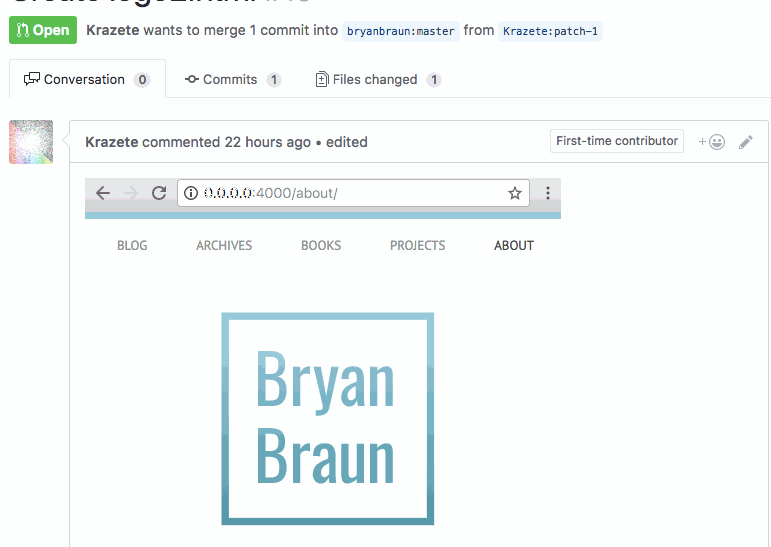 Open Krazete wants to merge 1 commit into bryanbraun:master from Krazete:patch-1
Conversation 0 Commits 1 Files changed 1
Krazete commented 22 hours ago • edited First-time contributor
0.0.0.0:4000/about/
BLOG ARCHIVES BOOKS PROJECTS ABOUT
Bryan
Braun